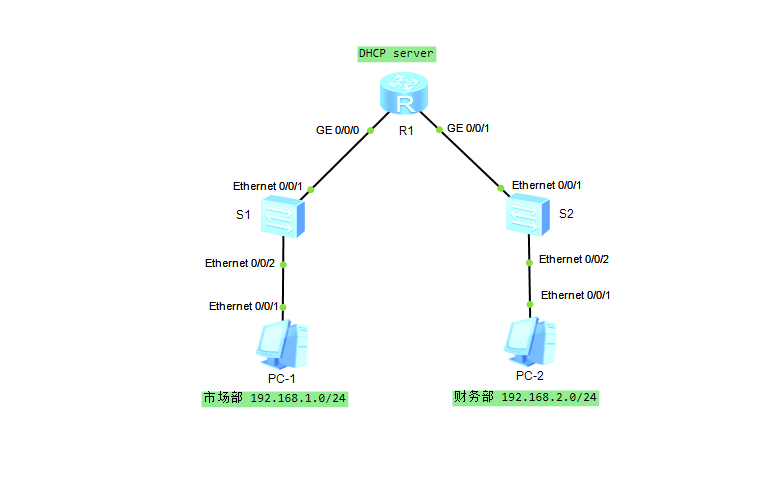 DHCP server
R
GE 0/0/0
R1
GE 0/0/1
Ethernet 0/0/1
Ethernet 0/0/1
S1
S2
Ethernet 0/0/2
Ethernet 0/0/2
Ethernet 0/0/1
Ethernet 0/0/1
PC-1
PC-2
市场部 192.168.1.0/24
财务部 192.168.2.0/24